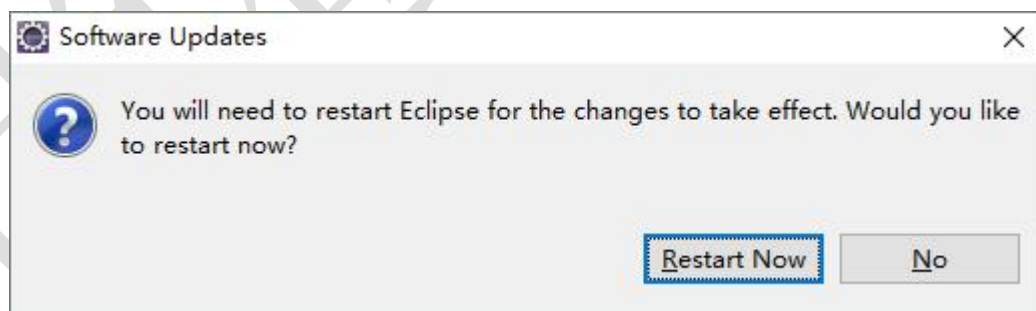 Software Updates
You will need to restart Eclipse for the changes to take effect. Would you like
to restart now?
Restart Now
No